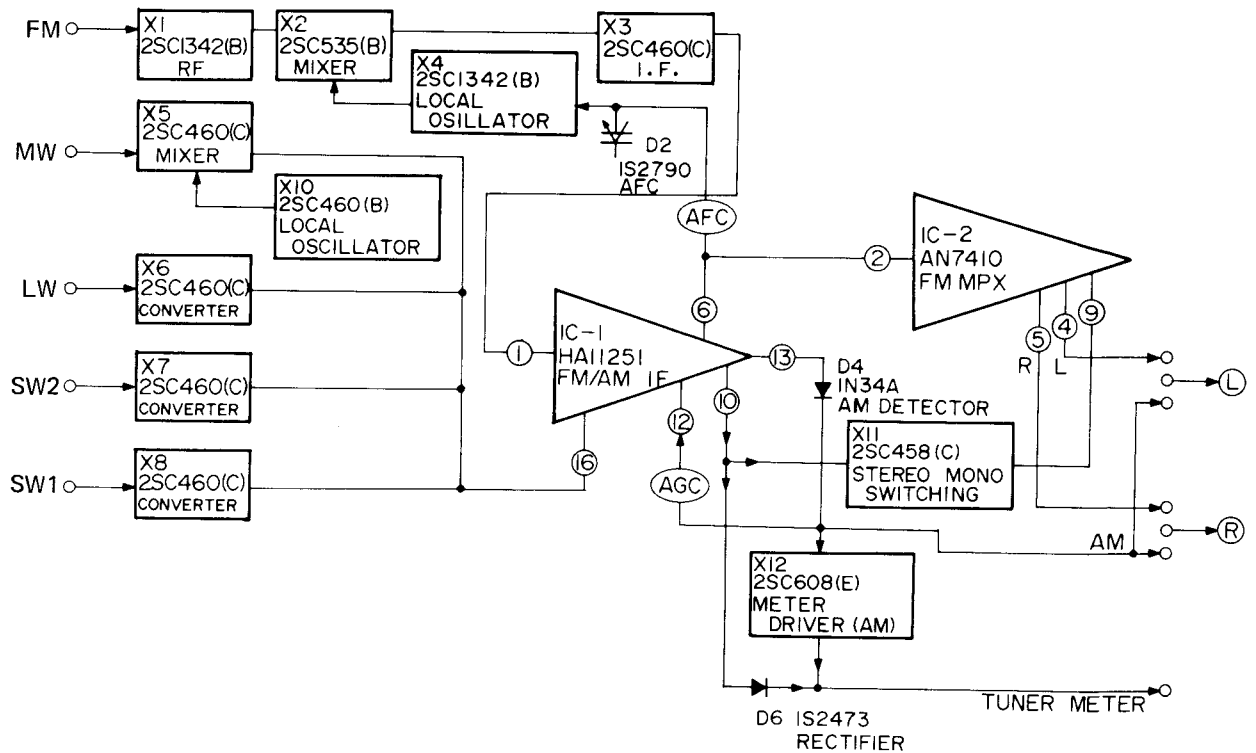 FM
X1
2SC1342(B)
RF
X2
2SC535(B)
MIXER
X3
2SC460(C)
I.F.
X4
2SC1342(B)
LOCAL
OSILLATOR
D2
IS2790
AFC
MW
X5
2SC460(C)
MIXER
X10
2SC460(B)
LOCAL
OSCILLATOR
AFC
LW
X6
2SC460(C)
CONVERTER
SW2
X7
2SC460(C)
CONVERTER
SW1
X8
2SC460(C)
CONVERTER
1
IC-1
HA11251
FM/AM IF
6
13
10
12
16
AGC
2
IC-2
AN7410
FM MPX
5
4
9
R
L
D4
IN34A
AM DETECTOR
X11
2SC458(C)
STEREO MONO
SWITCHING
L
R
AM
X12
2SC608(E)
METER
DRIVER (AM)
D6 IS2473
RECTIFIER
TUNER METER